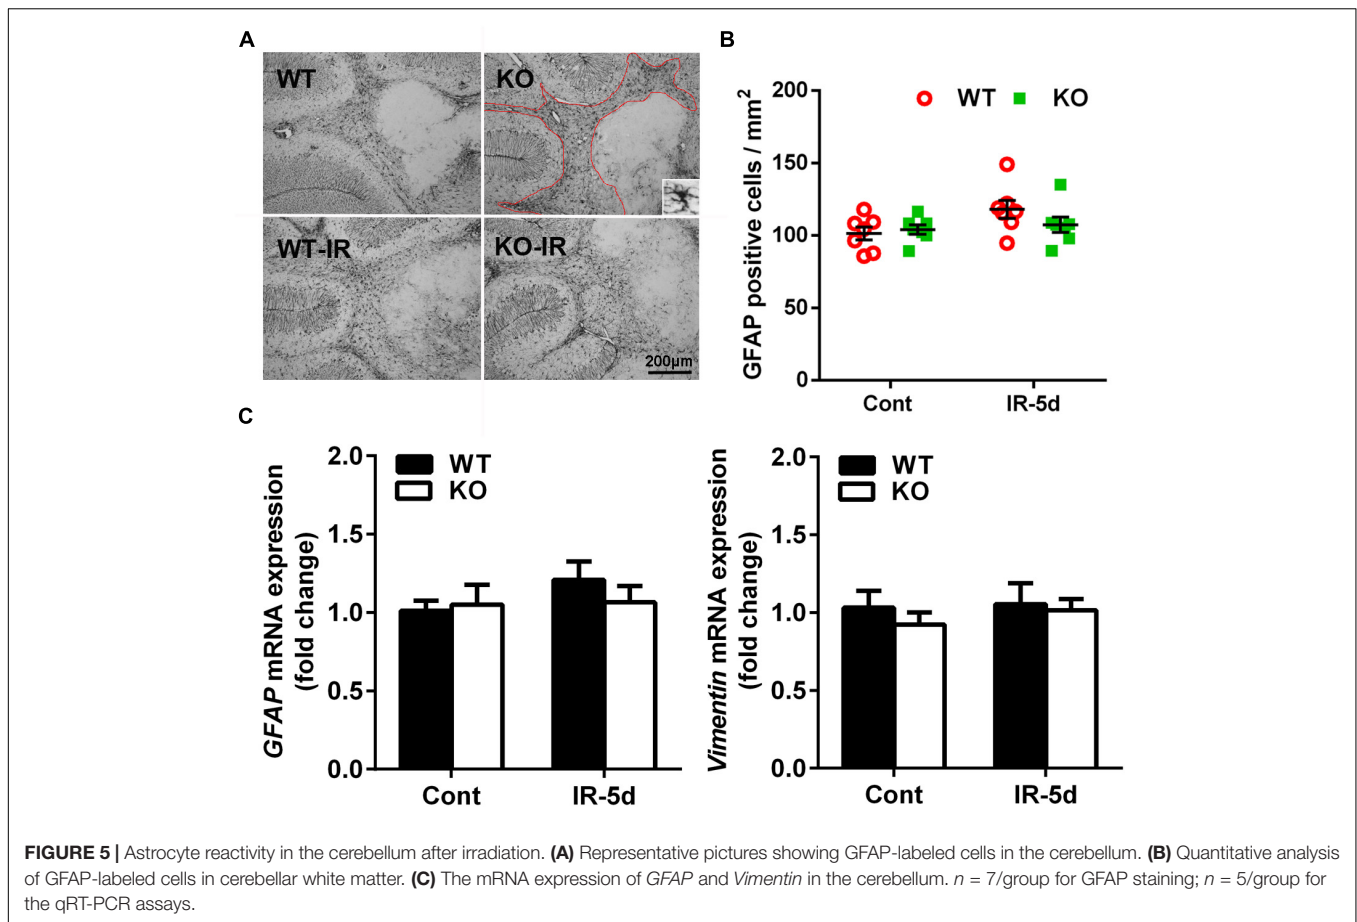 A
WT
KO
WT-IR
KO-IR
200µm
B
GFAP positive cells / mm²
200
150
100
50
0
WT
KO
Cont
IR-5d
C
GFAP mRNA expression
(fold change)
2.0
1.5
1.0
0.5
0.0
WT
KO
Cont
IR-5d
Vimentin mRNA expression
(fold change)
2.0
1.5
1.0
0.5
0.0
WT
KO
Cont
IR-5d
FIGURE 5 | Astrocyte reactivity in the cerebellum after irradiation. (A) Representative pictures showing GFAP-labeled cells in the cerebellum. (B) Quantitative analysis
of GFAP-labeled cells in cerebellar white matter. (C) The mRNA expression of GFAP and Vimentin in the cerebellum. n = 7/group for GFAP staining; n = 5/group for
the qRT-PCR assays.